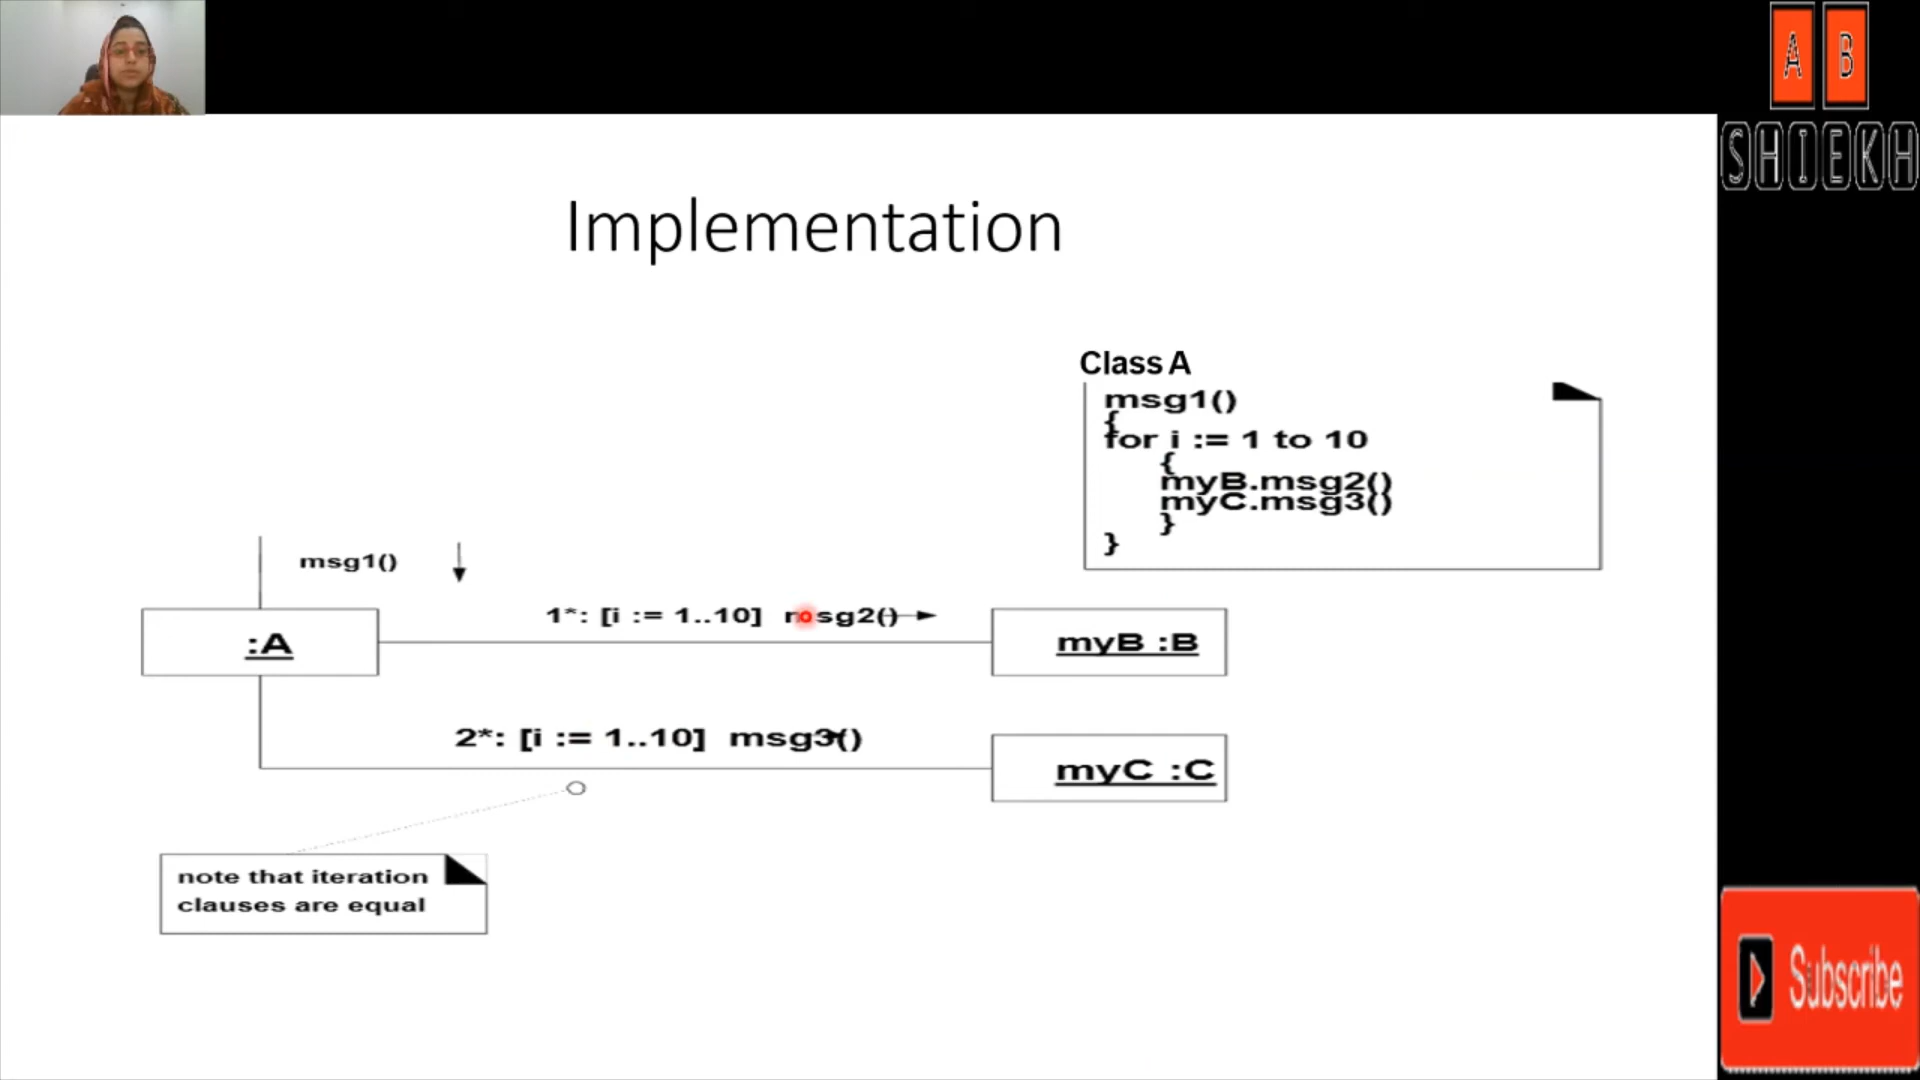 A B
SHIEKH
Implementation
Class A
msg1()
{
for i := 1 to 10
{
myB.msg2()
myC.msg3()
}
}
msg1()
1*: [i := 1..10] msg2()
:A
myB :B
2*: [i := 1..10] msg3()
myC :C
note that iteration
clauses are equal
Subscribe